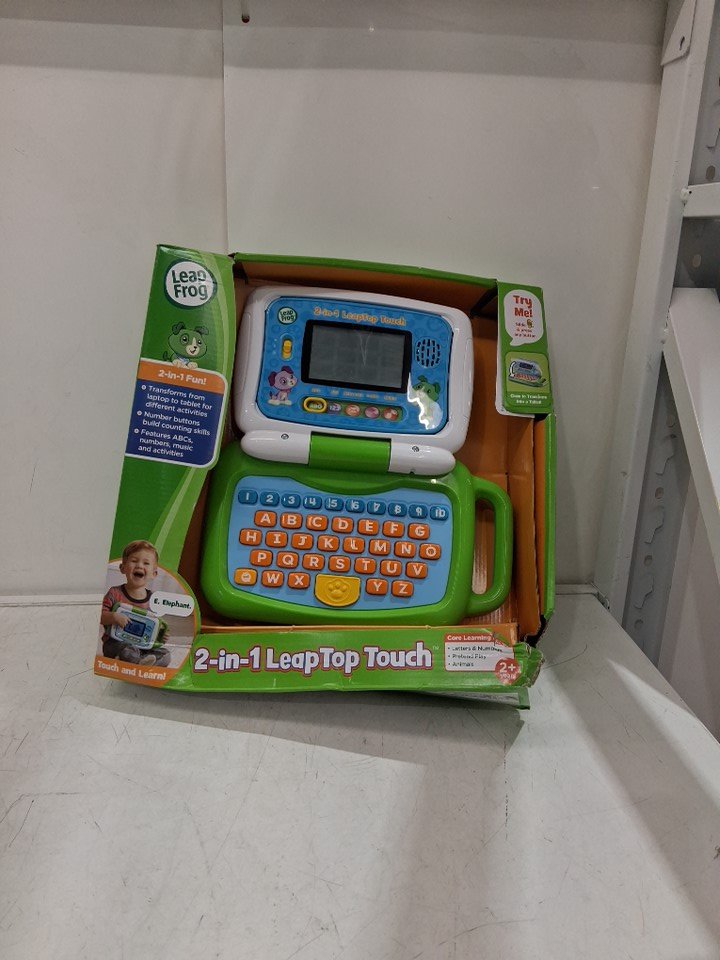 Leap
Frog
2-in-1 Fun!
Transforms from
laptop to tablet for
different activities
Number buttons
build counting skills
Features ABCs,
numbers, music
and activities
Try
Me!
Leap
Frog
2-in-1 LeapTop Touch
1 2 3 4 5 6 7 8 9 10
A B C D E F G
H I J K L M N O
P Q R S T U V
W X Y Z
E. Elephant.
Touch and Learn!
2-in-1 LeapTop Touch™
Core Learning
• Letters & Numbers
• Pretend Play
• Animals
2+